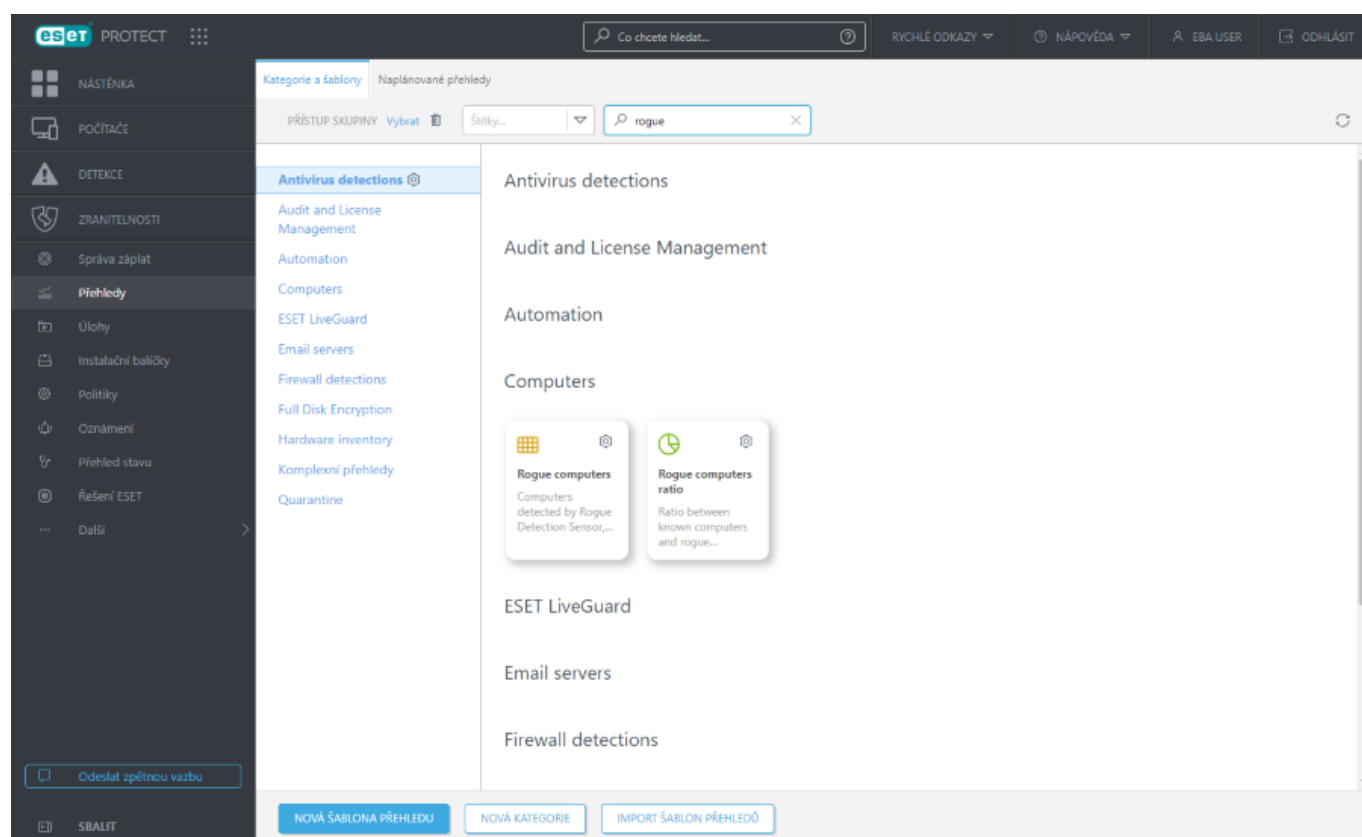 eseT PROTECT
Co chcete hledat...
RYCHLÉ ODKAZY
NÁPOVĚDA
EBA USER
ODHLÁSIT
NÁSTĚNKA
POČÍTAČE
DETEKCE
ZRANITELNOSTI
Správa záplat
Přehledy
Úlohy
Instalační balíčky
Politiky
Oznámení
Přehled stavu
Řešení ESET
Další
Odeslat zpětnou vazbu
SBALIT
Kategorie a šablony
Naplánované přehledy
PŘÍSTUP SKUPINY Vybrat
Štítky...
rogue
Antivirus detections
Audit and License
Management
Automation
Computers
ESET LiveGuard
Email servers
Firewall detections
Full Disk Encryption
Hardware inventory
Komplexní přehledy
Quarantine
Antivirus detections
Audit and License Management
Automation
Computers
Rogue computers
Computers
detected by Rogue
Detection Sensor,...
Rogue computers
ratio
Ratio between
known computers
and rogue...
ESET LiveGuard
Email servers
Firewall detections
NOVÁ ŠABLONA PŘEHLEDU
NOVÁ KATEGORIE
IMPORT ŠABLON PŘEHLEDŮ